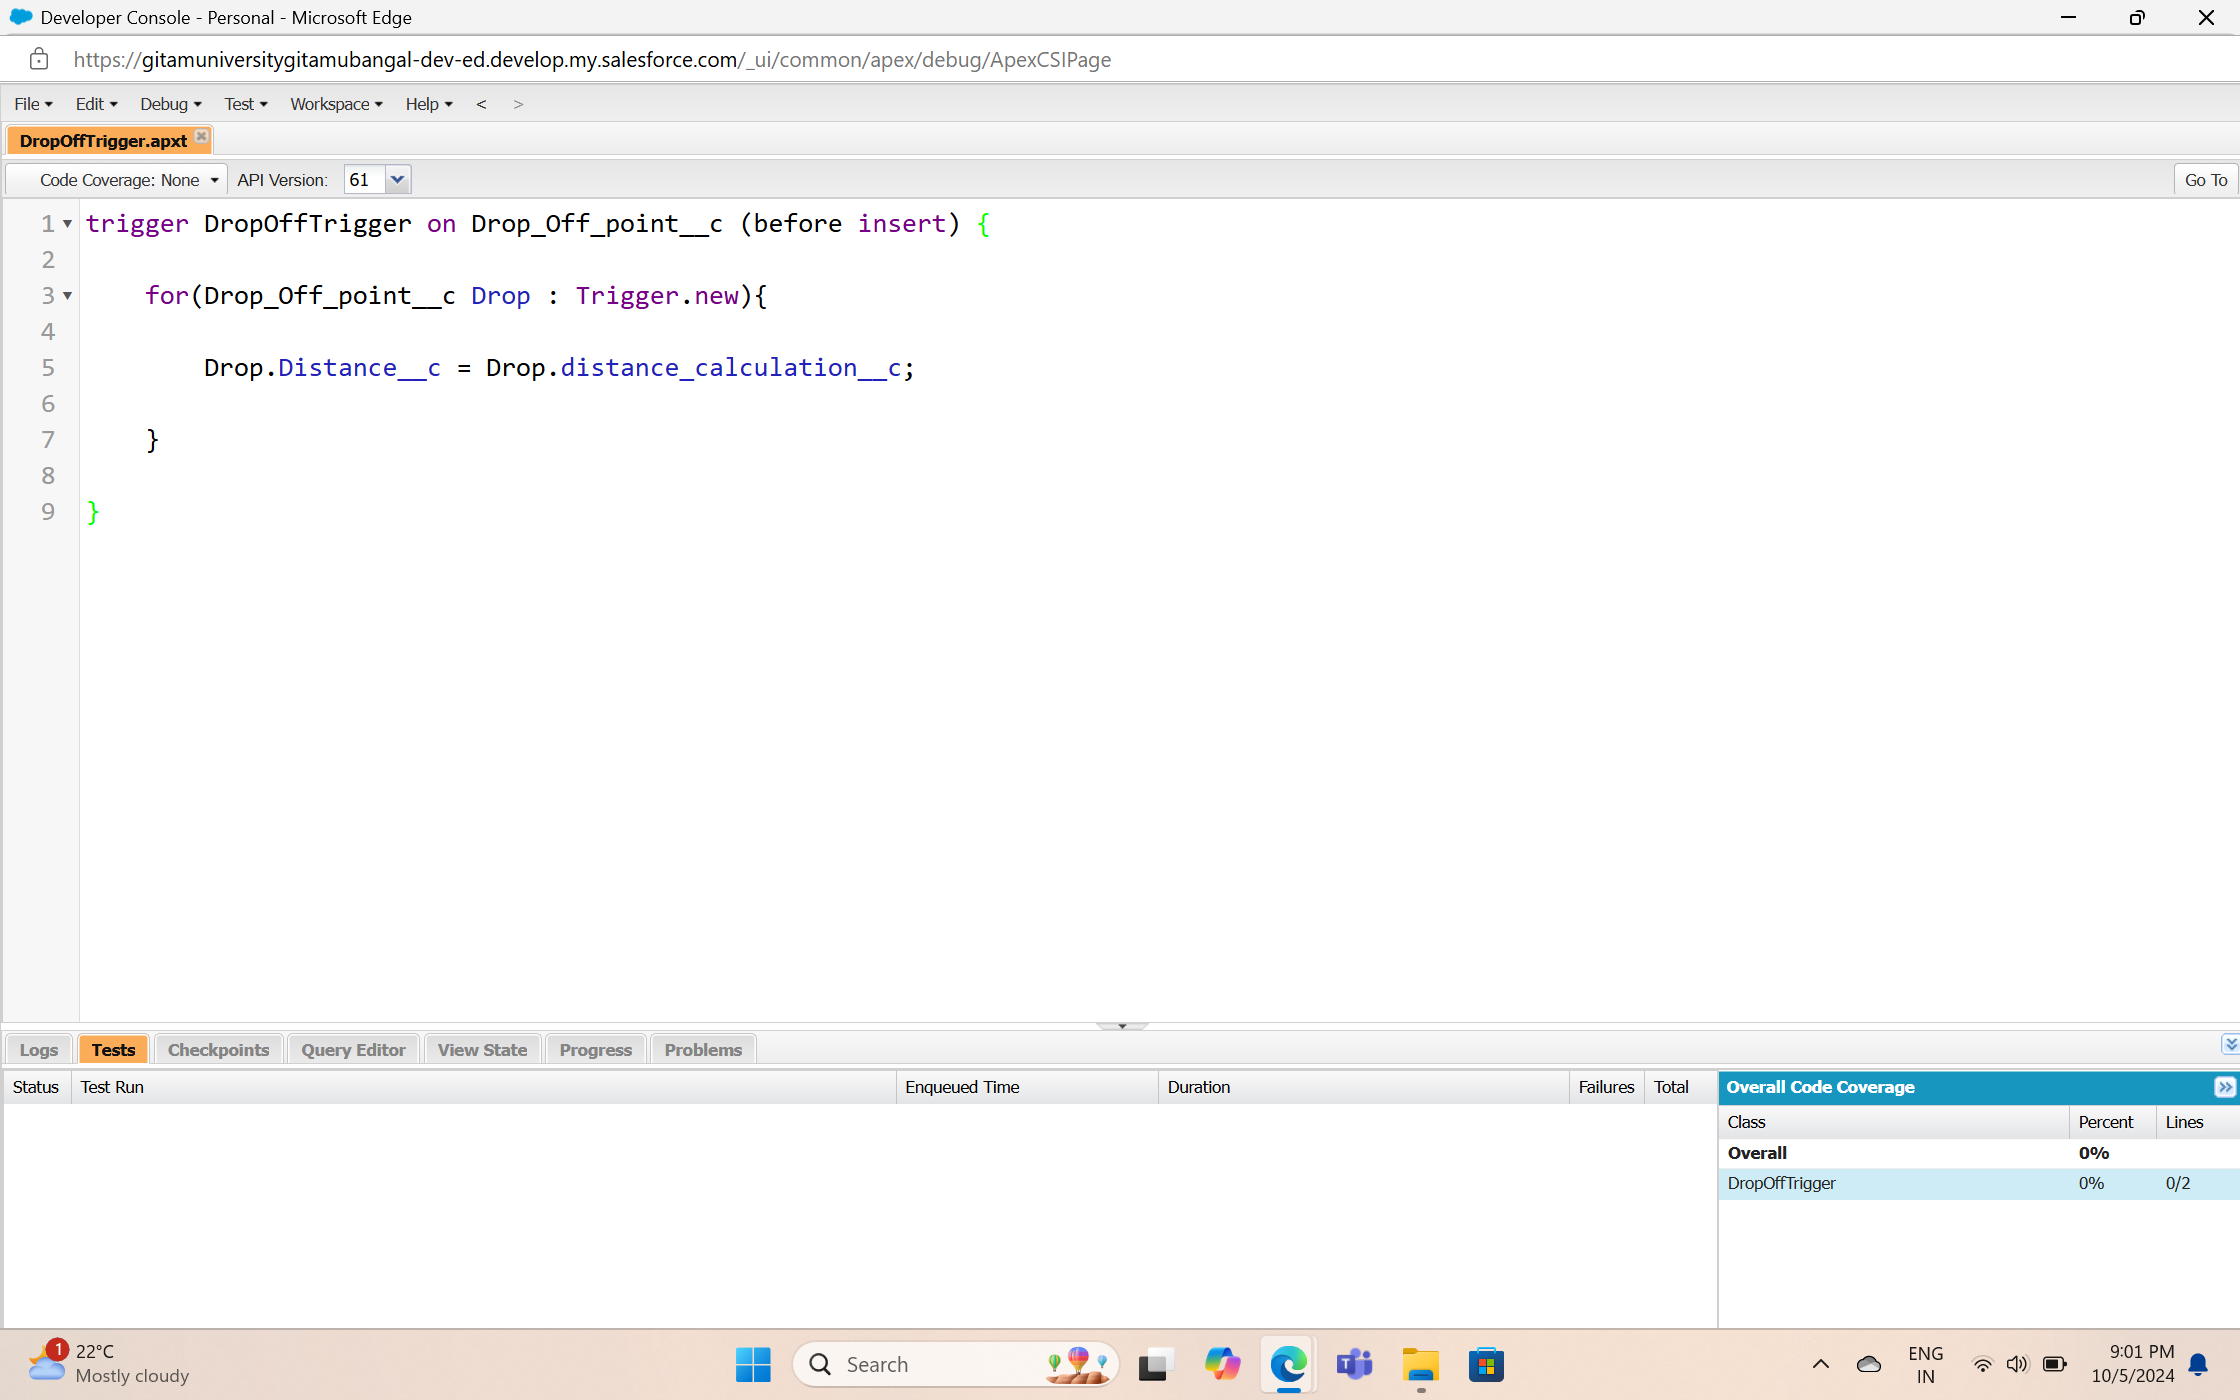 Developer Console - Personal - Microsoft Edge
https://gitamuniversitygitamubangal-dev-ed.develop.my.salesforce.com/_ui/common/apex/debug/ApexCSIPage
File Edit Debug Test Workspace Help < >
DropOffTrigger.apxt
Code Coverage: None API Version: 61 Go To
1 trigger DropOffTrigger on Drop_Off_point__c (before insert) {
2
3 for(Drop_Off_point__c Drop : Trigger.new){
4
5 Drop.Distance__c = Drop.distance_calculation__c;
6
7 }
8
9 }
Logs Tests Checkpoints Query Editor View State Progress Problems
Status Test Run Enqueued Time Duration Failures Total Overall Code Coverage
Class Percent Lines
Overall 0%
DropOffTrigger 0% 0/2
1 22°C
Mostly cloudy
Search
ENG
IN
9:01 PM
10/5/2024